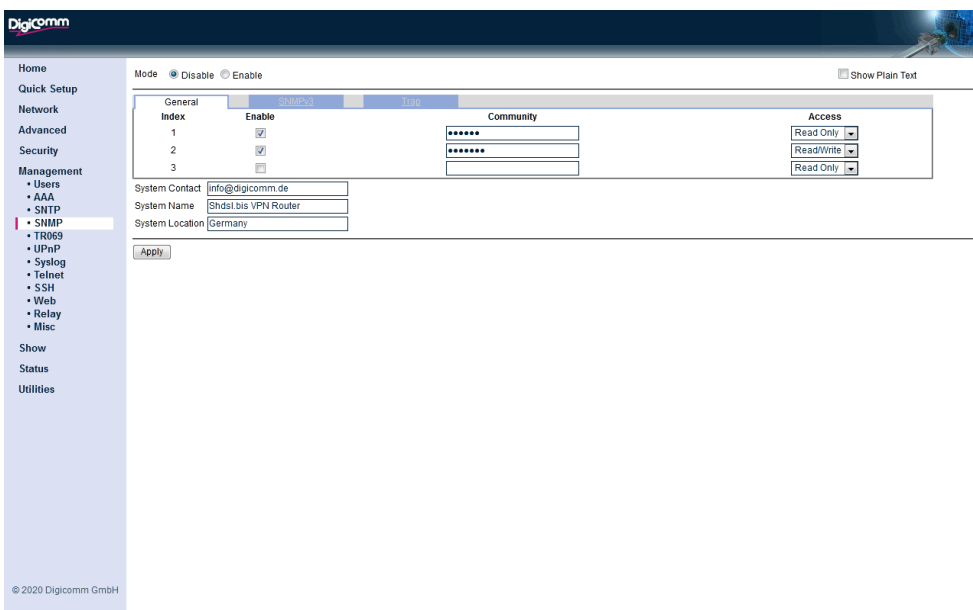 Digicomm
Home
Quick Setup
Network
Advanced
Security
Management
• Users
• AAA
• SNTP
• SNMP
• TR069
• UPnP
• Syslog
• Telnet
• SSH
• Web
• Relay
• Misc
Show
Status
Utilities
© 2020 Digicomm GmbH
Mode Disable Enable Show Plain Text
General SNMPv3 Trap
Index Enable Community Access
1 •••••• Read Only
2 ••••••• Read/Write
3 Read Only
System Contact info@digicomm.de
System Name Shdsl.bis VPN Router
System Location Germany
Apply